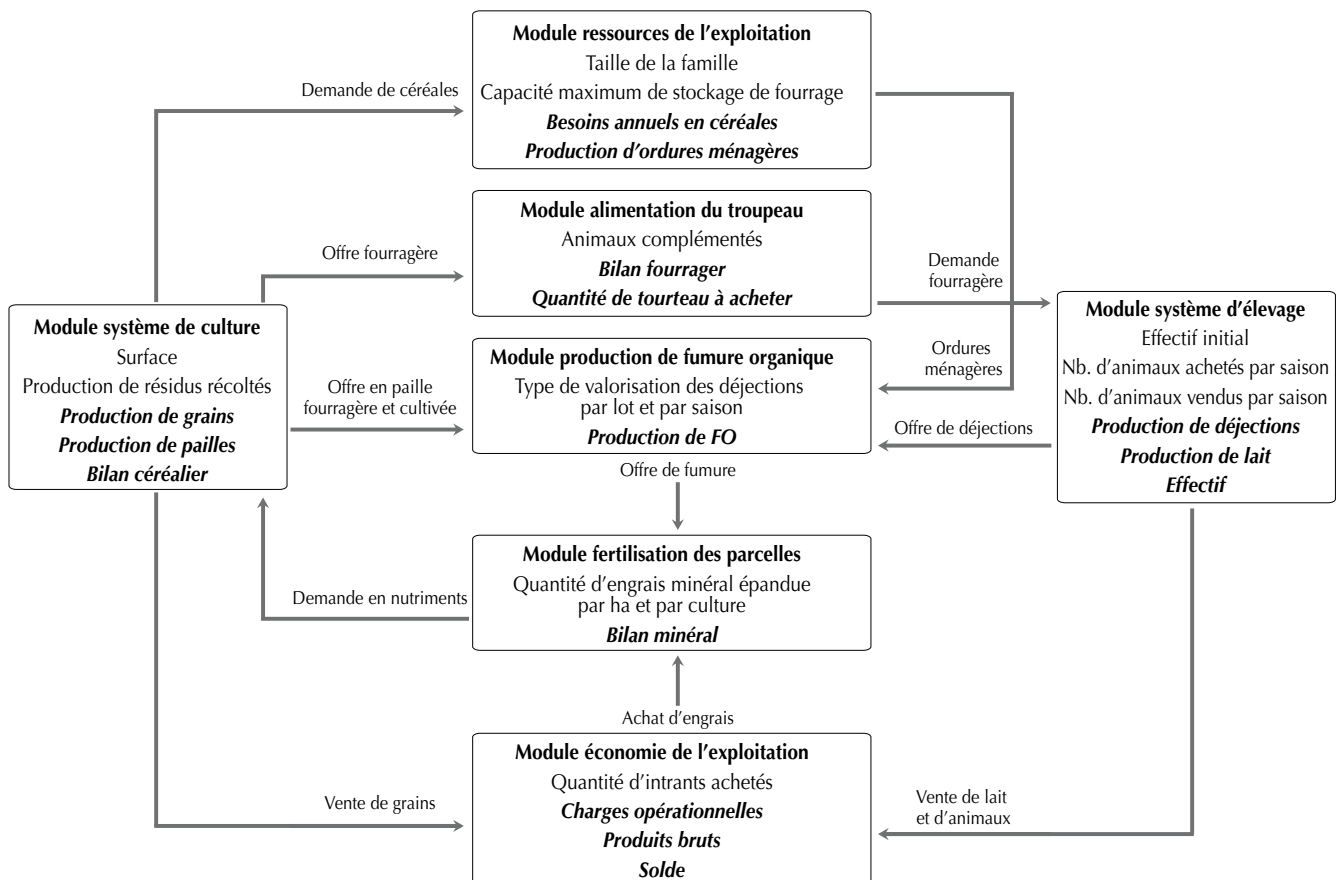 Module ressources de l'exploitation
Taille de la famille
Capacité maximum de stockage de fourrage
Besoins annuels en céréales
Production d'ordures ménagères
Demande de céréales
Module alimentation du troupeau
Animaux complémentés
Bilan fourrager
Quantité de tourteau à acheter
Offre fourragère
Demande
fourragère
Module système de culture
Surface
Production de résidus récoltés
Production de grains
Production de pailles
Bilan céréalier
Offre en paille
fourragère et cultivée
Module production de fumure organique
Type de valorisation des déjections
par lot et par saison
Production de FO
Ordures
ménagères
Offre de déjections
Module système d'élevage
Effectif initial
Nb. d'animaux achetés par saison
Nb. d'animaux vendus par saison
Production de déjections
Production de lait
Effectif
Offre de fumure
Module fertilisation des parcelles
Quantité d'engrais minéral épandue
par ha et par culture
Bilan minéral
Demande en nutriments
Achat d'engrais
Module économie de l'exploitation
Quantité d'intrants achetés
Charges opérationnelles
Produits bruts
Solde
Vente de grains
Vente de lait
et d'animaux